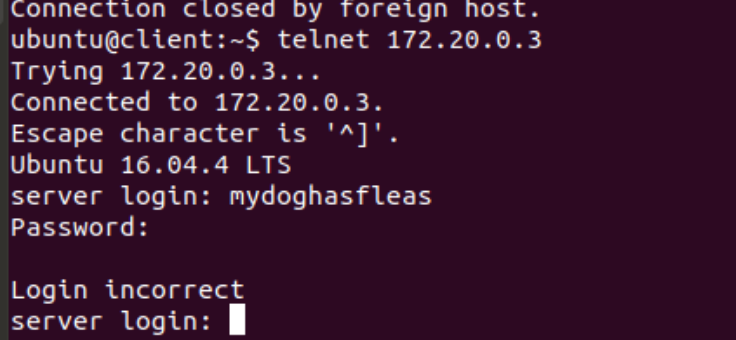 Connection closed by foreign host.
ubuntu@client:~$ telnet 172.20.0.3
Trying 172.20.0.3...
Connected to 172.20.0.3.
Escape character is '^]'.
Ubuntu 16.04.4 LTS
server login: mydoghasfleas
Password:
Login incorrect
server login: